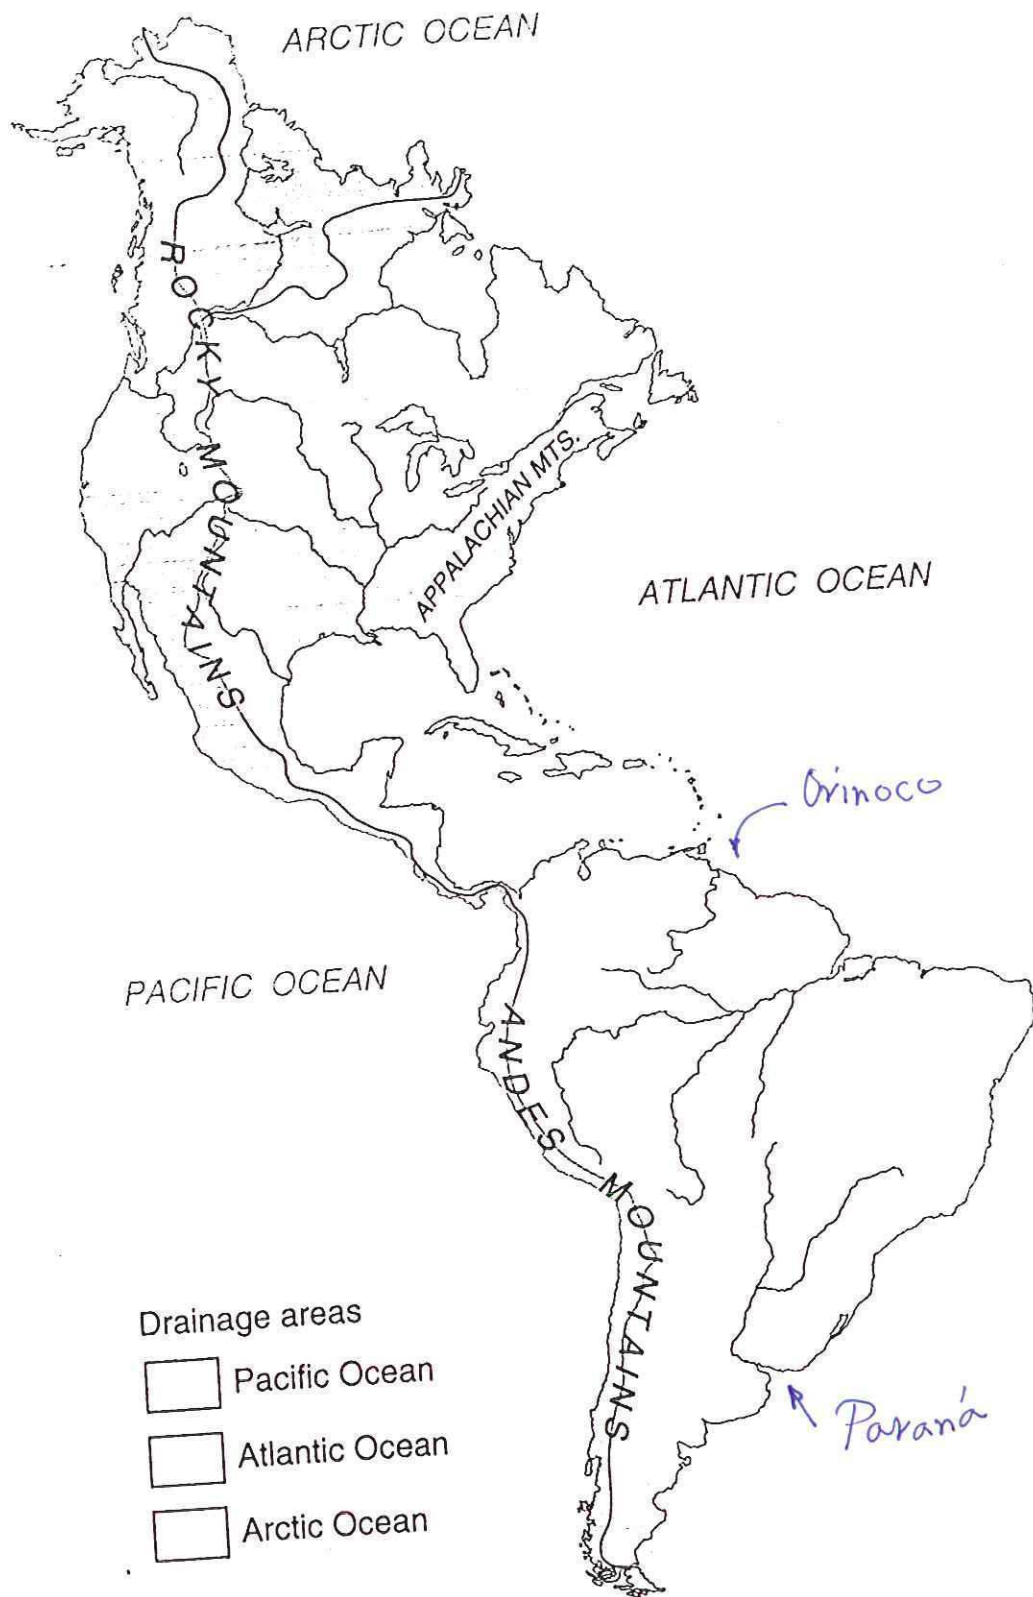 ARCTIC OCEAN
ROCKY MOUNTAINS
APPALACHIAN MTS.
ATLANTIC OCEAN
Orinoco
PACIFIC OCEAN
ANDES MOUNTAINS
Drainage areas
Pacific Ocean
Atlantic Ocean
Arctic Ocean
Paraná